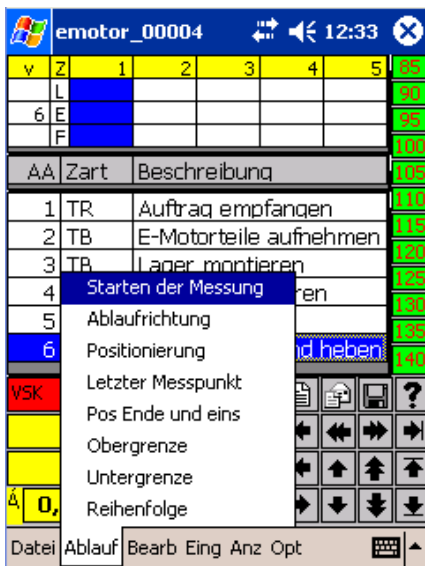 emotor_00004 12:33
v Z 1 2 3 4 5 85
L 90
6 E 95
F 100
AA Zart Beschreibung 105
1 TR Auftrag empfangen 110
2 TB E-Motorteile aufnehmen 115
3 TB Lager montieren 120
4 ren 125
5 130
6 nd heben 135
140
Starten der Messung
Ablaufrichtung
Positionierung
Letzter Messpunkt
Pos Ende und eins
Obergrenze
Untergrenze
Reihenfolge
VSK ?
0,
Datei Ablauf Bearb Eing Anz Opt